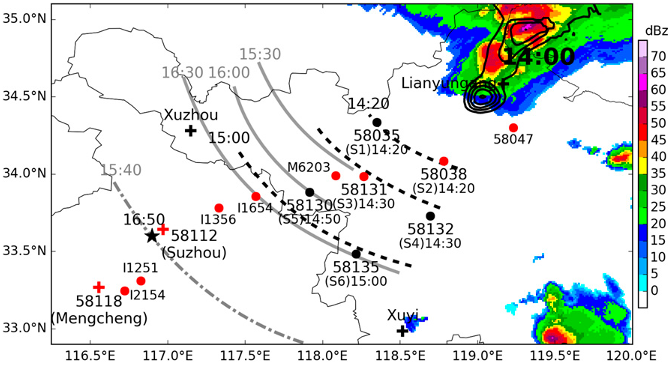 35.0°N
34.5°N
34.0°N
33.5°N
33.0°N
116.5°E
117.0°E
117.5°E
118.0°E
118.5°E
119.0°E
119.5°E
120.0°E
dBz
70
65
60
55
50
45
40
35
30
25
20
15
10
5
0
15:30
16:30
16:00
14:00
Lianyungang
14:20
Xuzhou
58035
(S1)14:20
58047
15:00
15:40
M6203
58038
(S2)14:20
58131
(S3)14:30
58130
(S5)14:50
I1654
I1356
58132
(S4)14:30
16:50
58112
(Suzhou)
58135
(S6)15:00
I1251
I2154
58118
(Mengcheng)
Xuyi